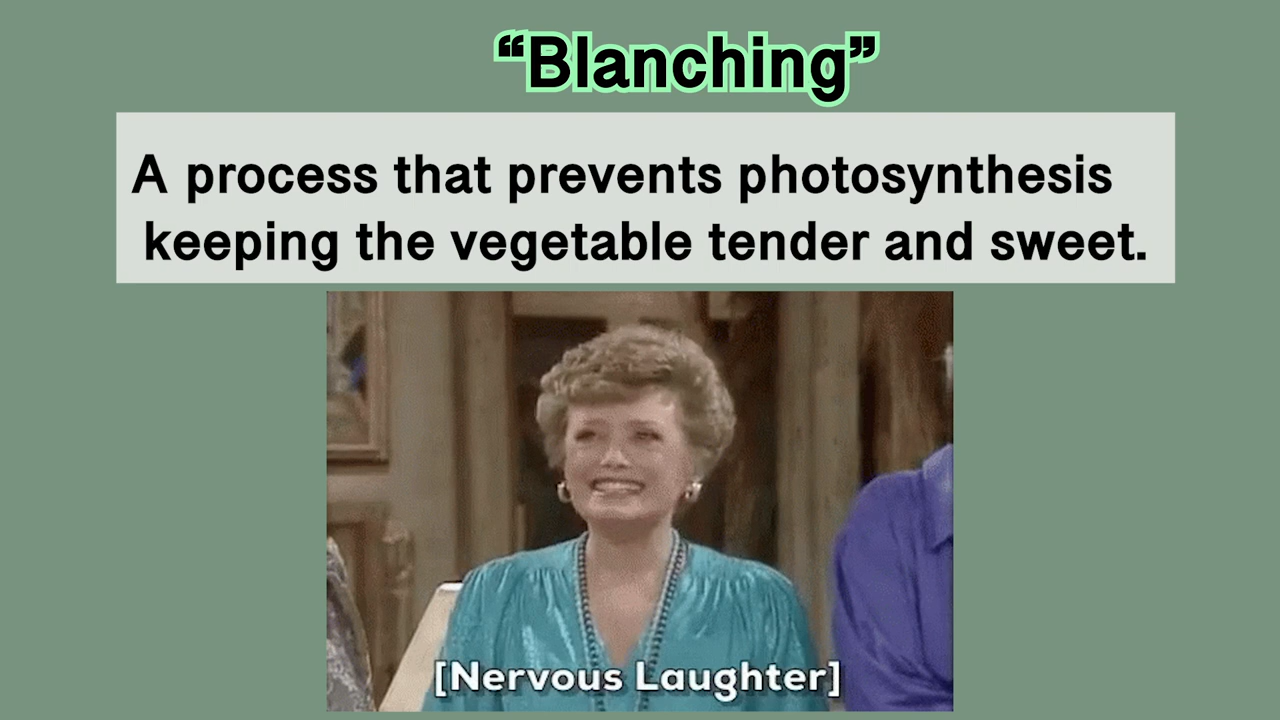 “Blanching”
A process that prevents photosynthesis
keeping the vegetable tender and sweet.
[Nervous Laughter]